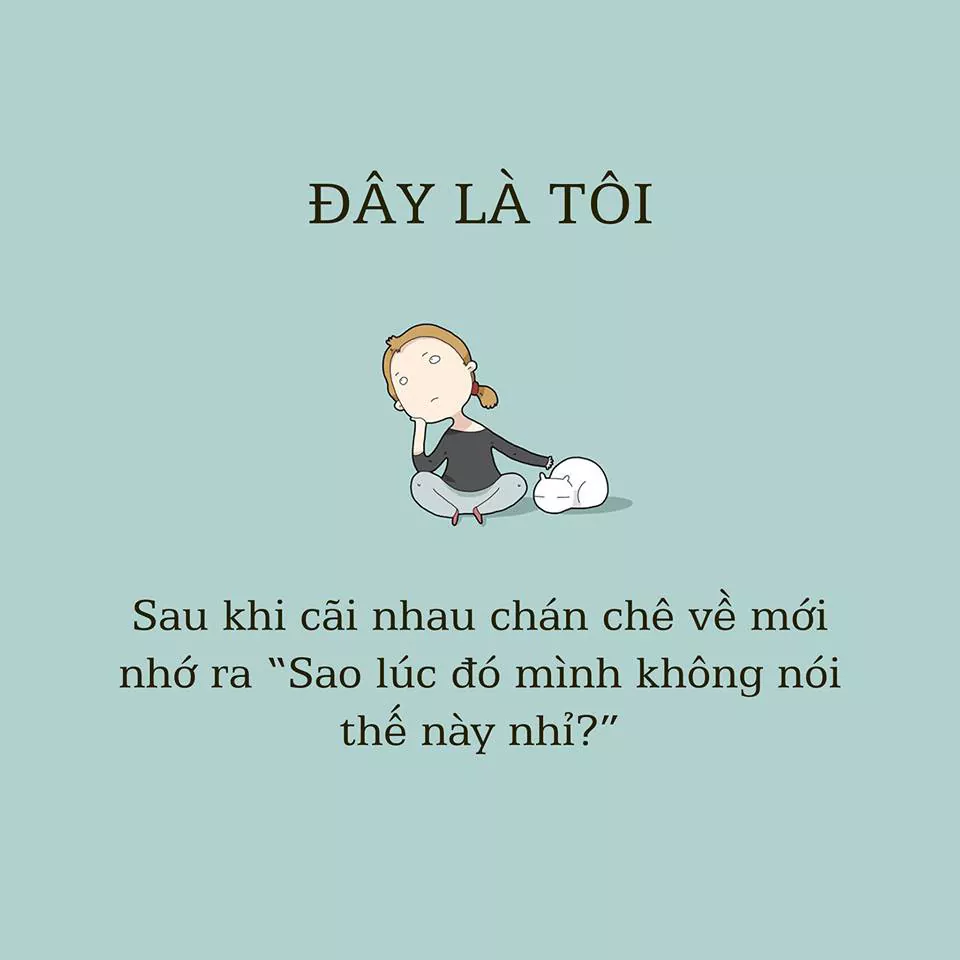 ĐÂY LÀ TÔI
Sau khi cãi nhau chán chê về mới
nhớ ra “Sao lúc đó mình không nói
thế này nhỉ?”